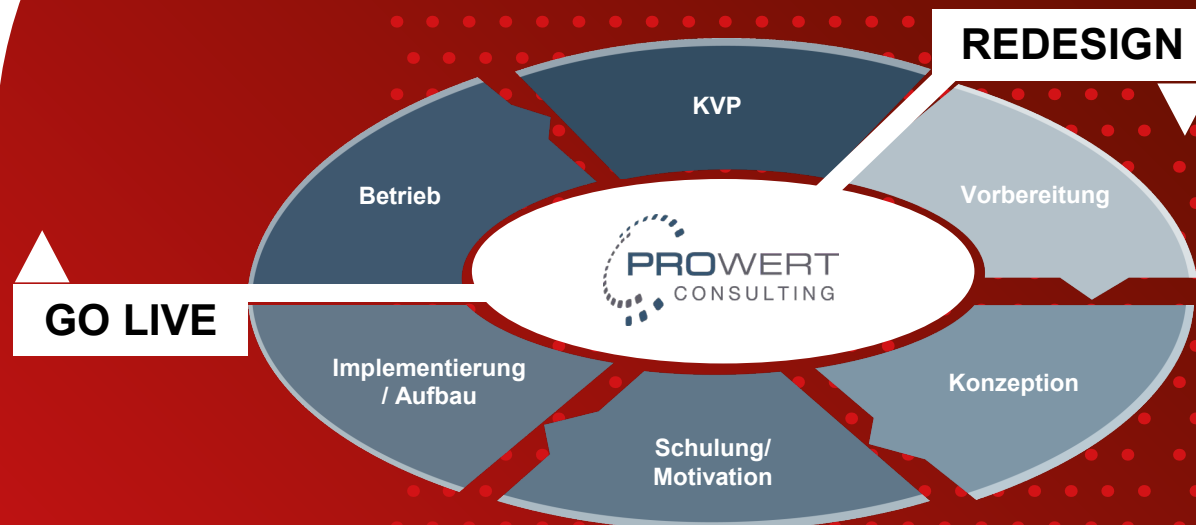 REDESIGN
KVP
Vorbereitung
Betrieb
PROWERT
CONSULTING
GO LIVE
Implementierung
/ Aufbau
Konzeption
Schulung/
Motivation